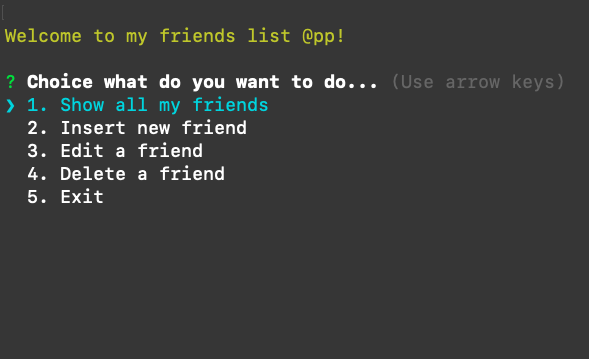 Welcome to my friends list @pp!
? Choice what do you want to do... (Use arrow keys)
❯ 1. Show all my friends
2. Insert new friend
3. Edit a friend
4. Delete a friend
5. Exit